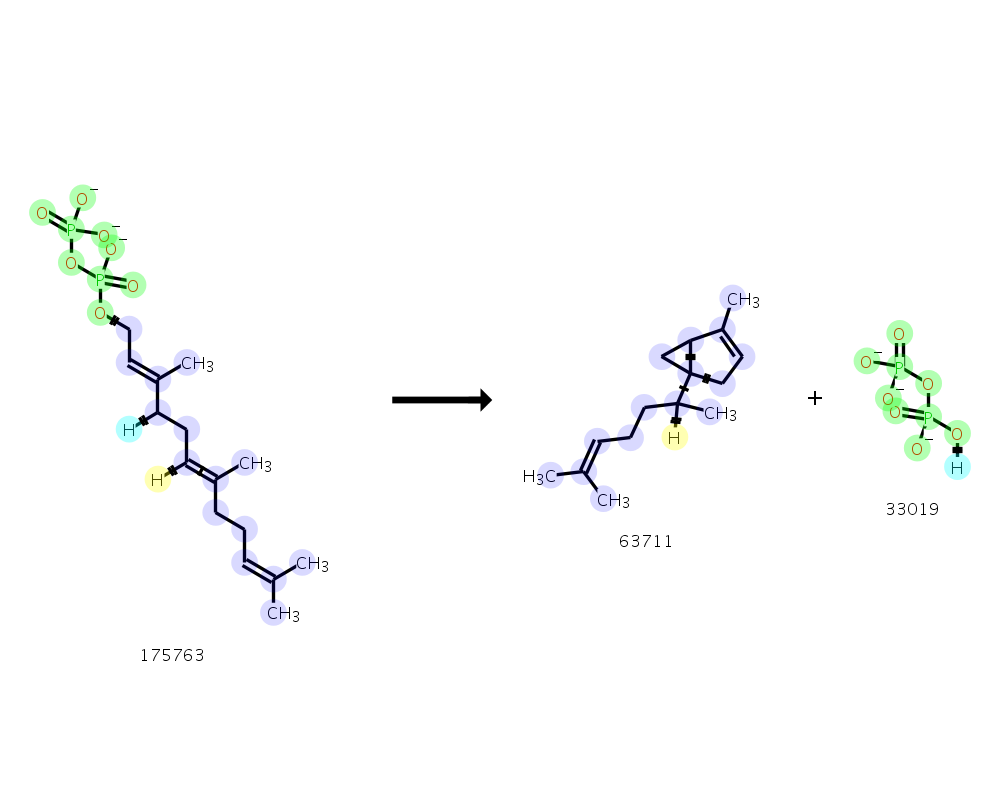 O⁻
O P O⁻
O⁻
O P O
O
CH₃
H
CH₃
H
CH₃
CH₃
175763
CH₃
CH₃
H
H₃C
CH₃
63711
+
O
O⁻ P O
O⁻ O P O
O⁻
H
33019